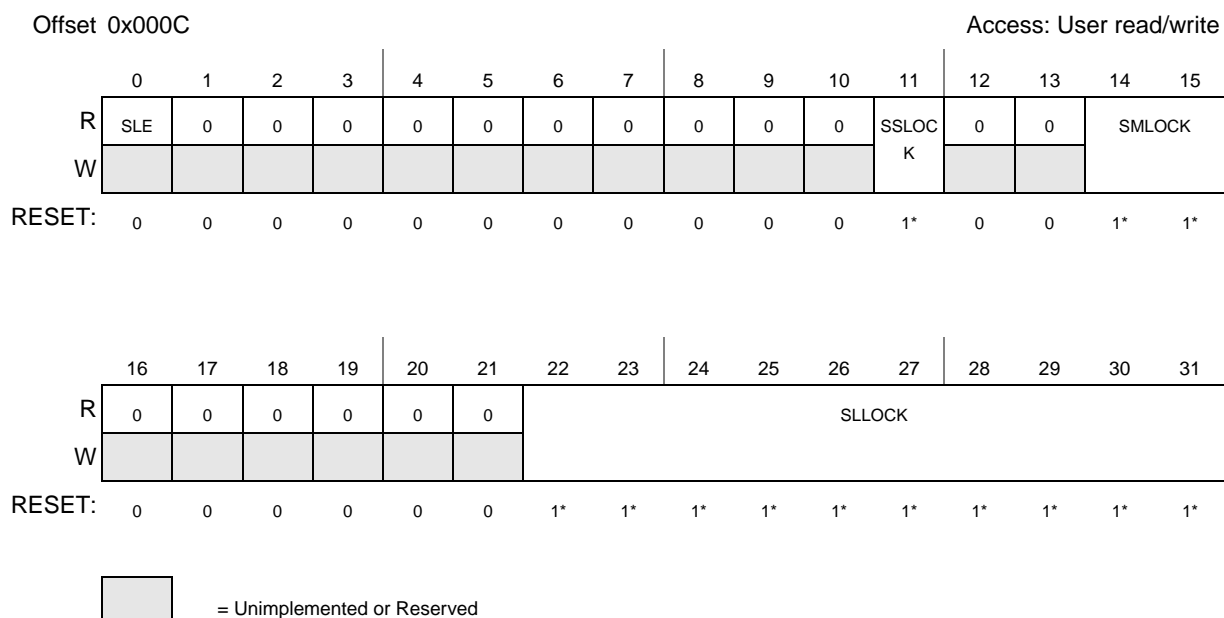 Offset 0x000C Access: User read/write
0 1 2 3 4 5 6 7 8 9 10 11 12 13 14 15
R SLE 0 0 0 0 0 0 0 0 0 0 SSLOC 0 0 SMLOCK
K
W
RESET: 0 0 0 0 0 0 0 0 0 0 0 1* 0 0 1* 1*
16 17 18 19 20 21 22 23 24 25 26 27 28 29 30 31
R 0 0 0 0 0 0 SLLOCK
W
RESET: 0 0 0 0 0 0 1* 1* 1* 1* 1* 1* 1* 1* 1* 1*
= Unimplemented or Reserved